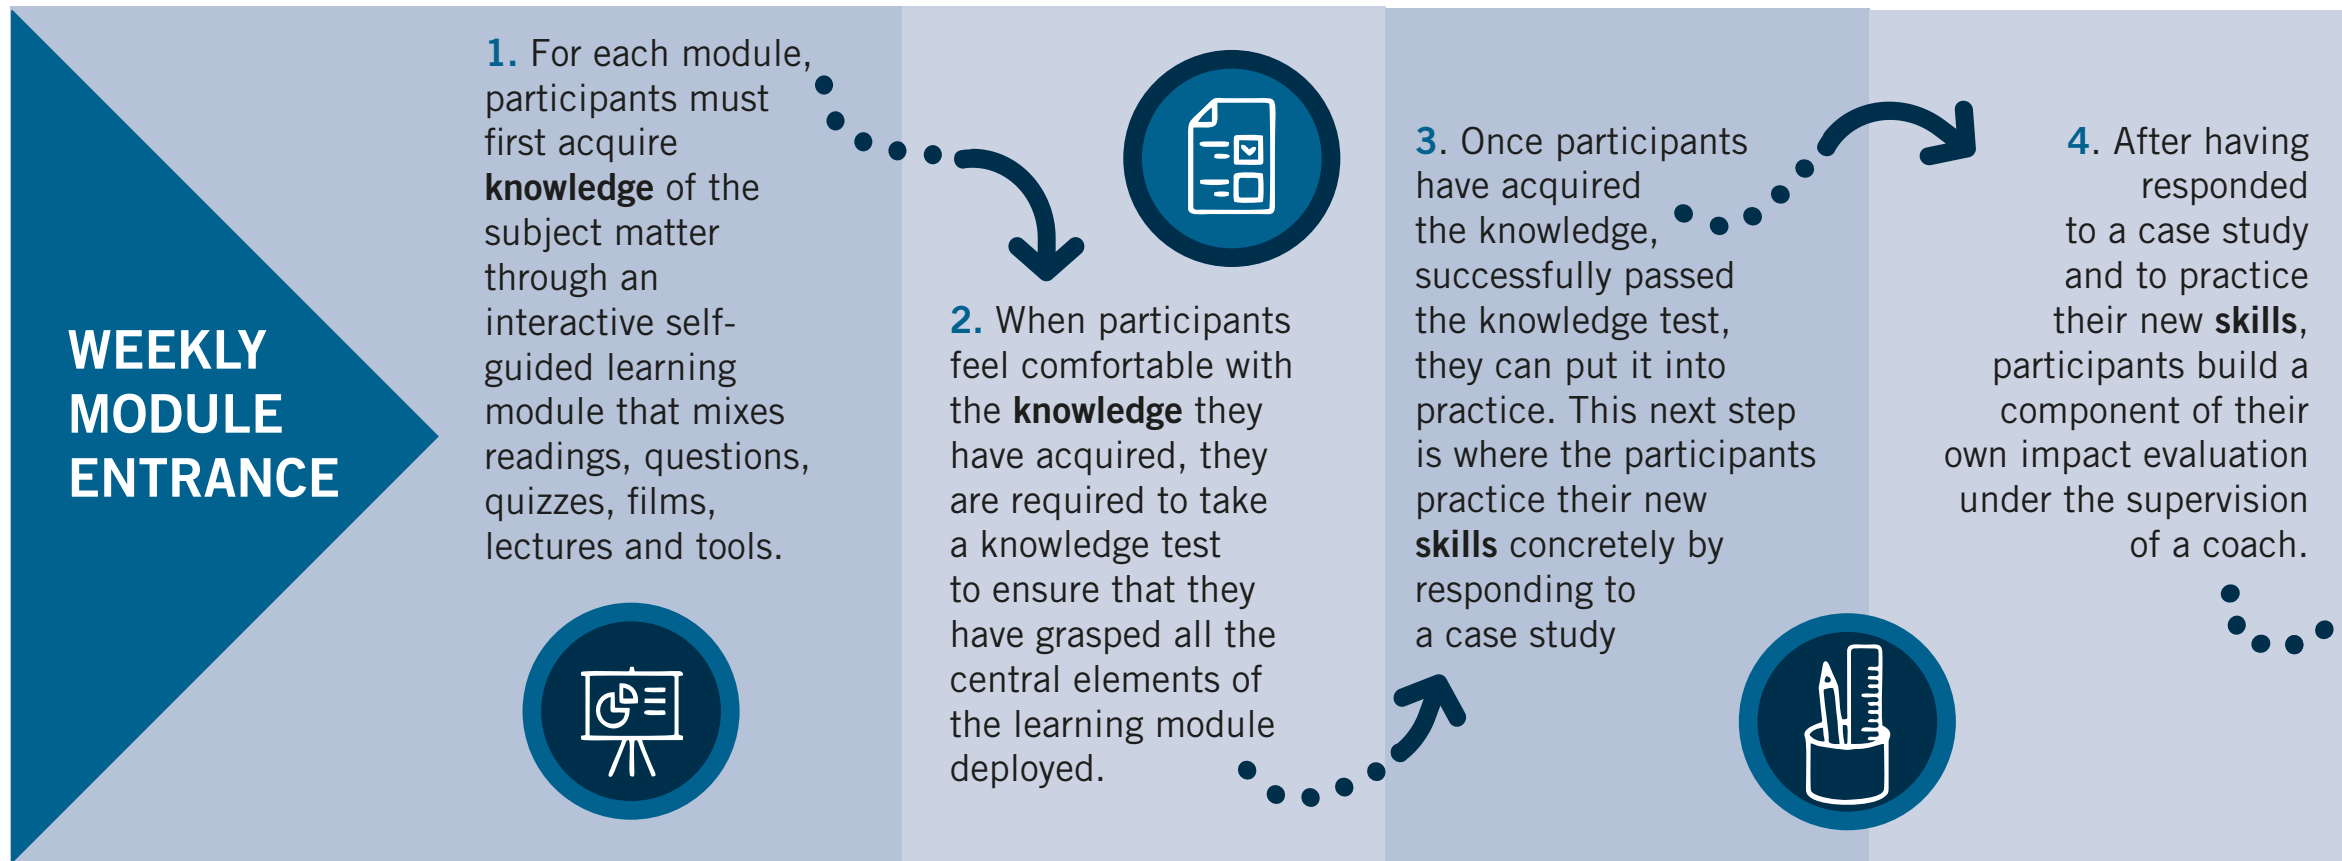 WEEKLY
MODULE
ENTRANCE
1. For each module,
participants must
first acquire
knowledge of the
subject matter
through an
interactive self-
guided learning
module that mixes
readings, questions,
quizzes, films,
lectures and tools.
2. When participants
feel comfortable with
the knowledge they
have acquired, they
are required to take
a knowledge test
to ensure that they
have grasped all the
central elements of
the learning module
deployed.
3. Once participants
have acquired
the knowledge,
successfully passed
the knowledge test,
they can put it into
practice. This next step
is where the participants
practice their new
skills concretely by
responding to
a case study
4. After having
responded
to a case study
and to practice
their new skills,
participants build a
component of their
own impact evaluation
under the supervision
of a coach.